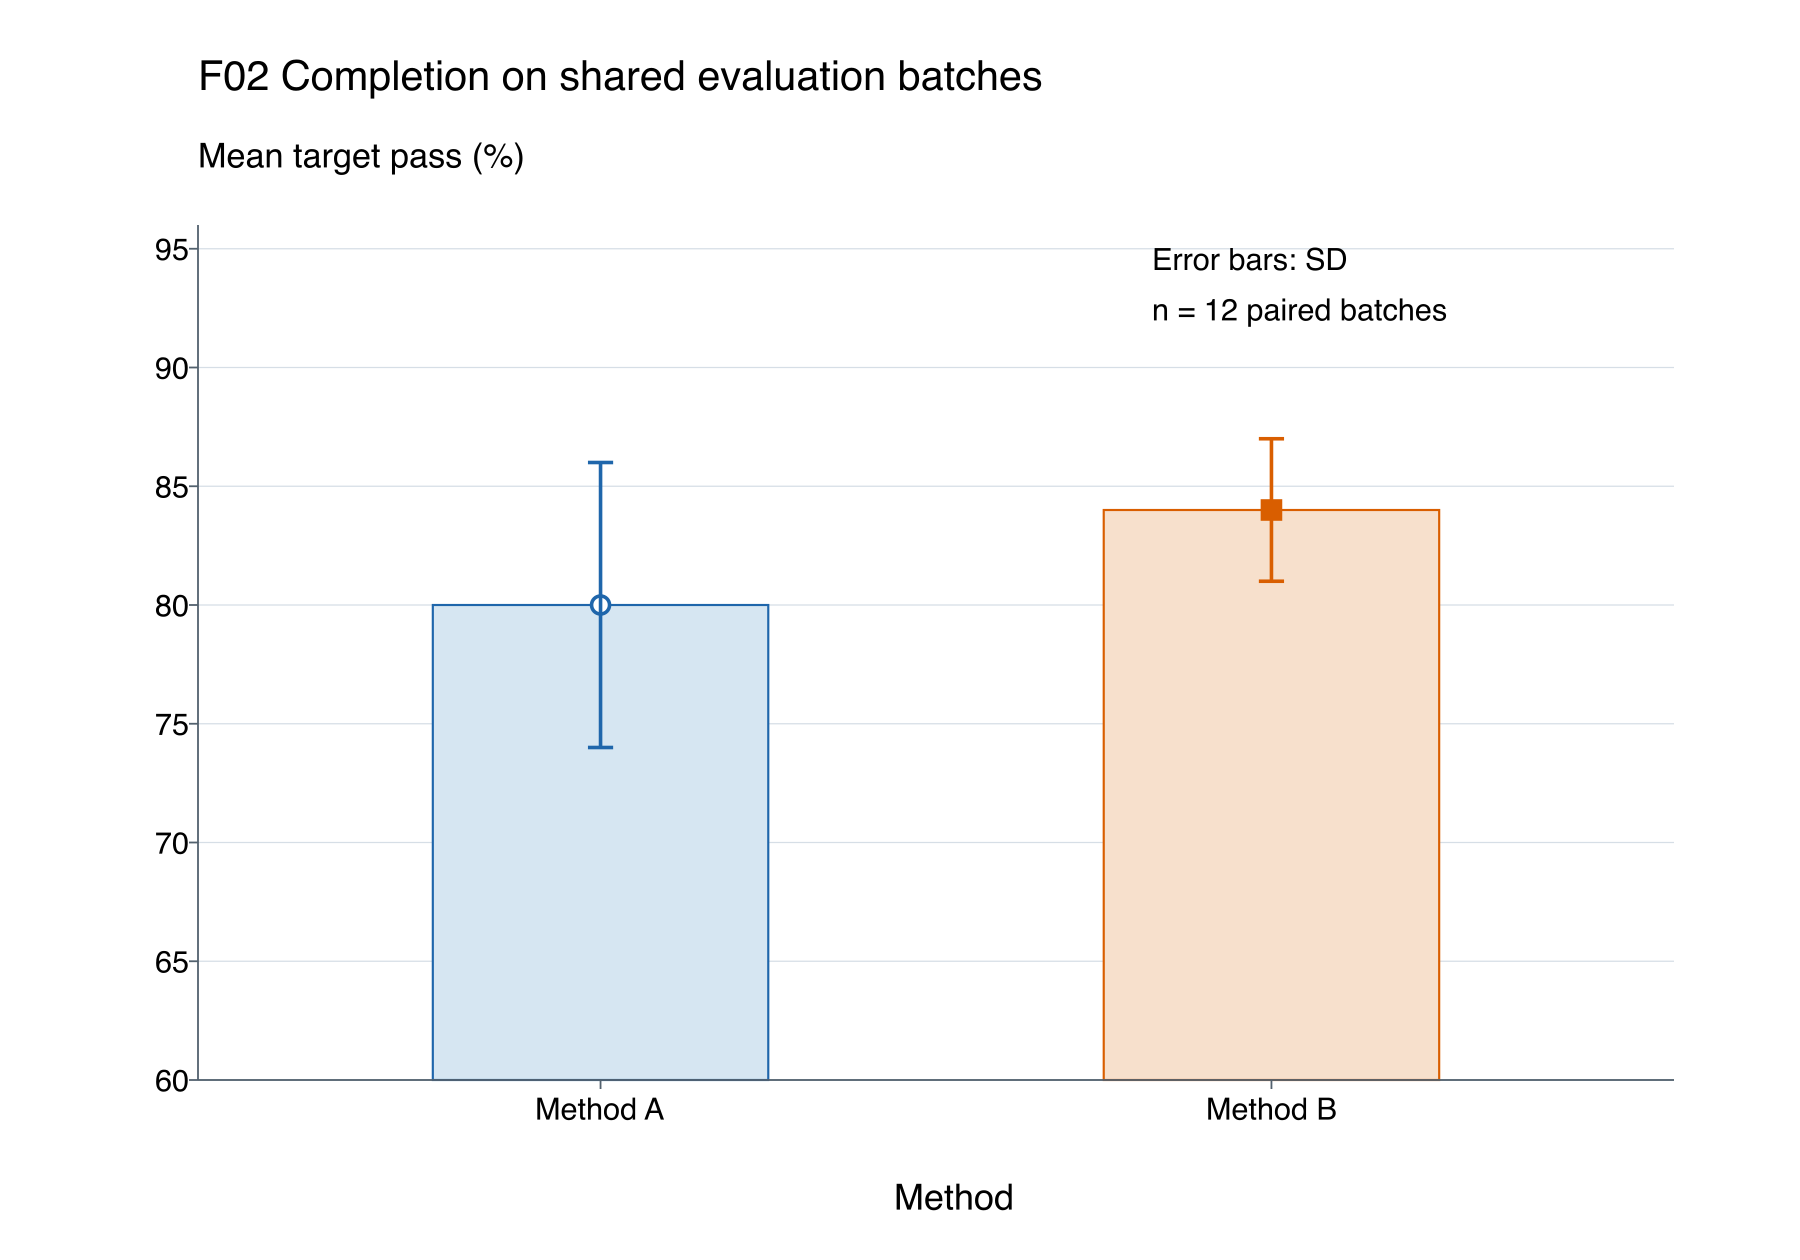 F02 Completion on shared evaluation batches
Mean target pass (%)
95
Error bars: SD
n = 12 paired batches
90
85
80
75
70
65
60
Method A
Method B
Method